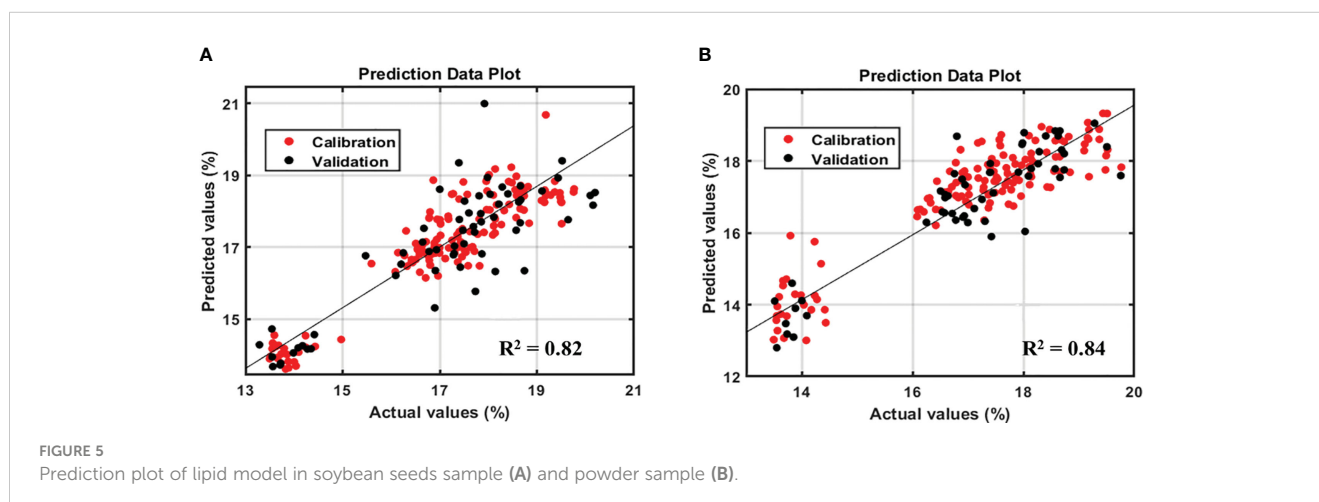 A
Prediction Data Plot
Predicted values (%)
21
19
17
15
Calibration
Validation
R² = 0.82
13 15 17 19 21
Actual values (%)
B
Prediction Data Plot
Predicted values (%)
20
18
16
14
12
Calibration
Validation
R² = 0.84
14 16 18 20
Actual values (%)
FIGURE 5
Prediction plot of lipid model in soybean seeds sample (A) and powder sample (B).